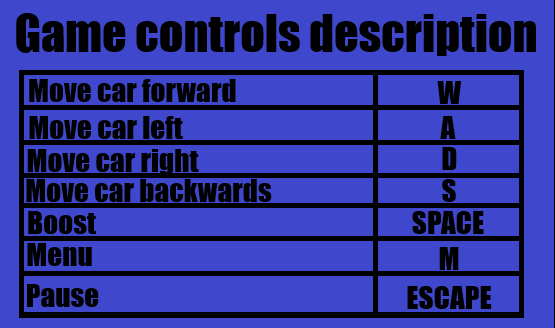 Game controls description
Move car forward W
Move car left A
Move car right D
Move car backwards S
Boost SPACE
Menu M
Pause ESCAPE